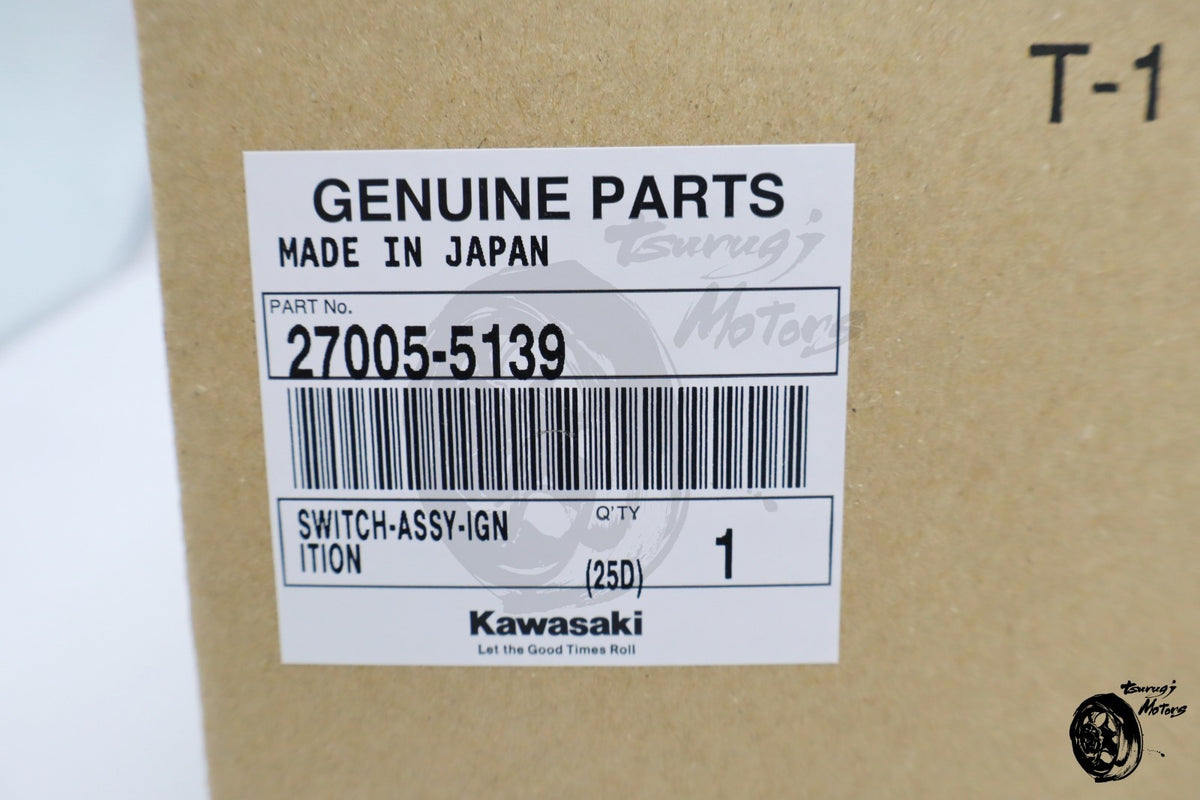 T-1
GENUINE PARTS
MADE IN JAPAN
Tsurugi
Motors
PART No.
27005-5139
SWITCH-ASSY-IGN
ITION
Q'TY
(25D)
1
Kawasaki
Let the Good Times Roll
Tsurugi
Motors